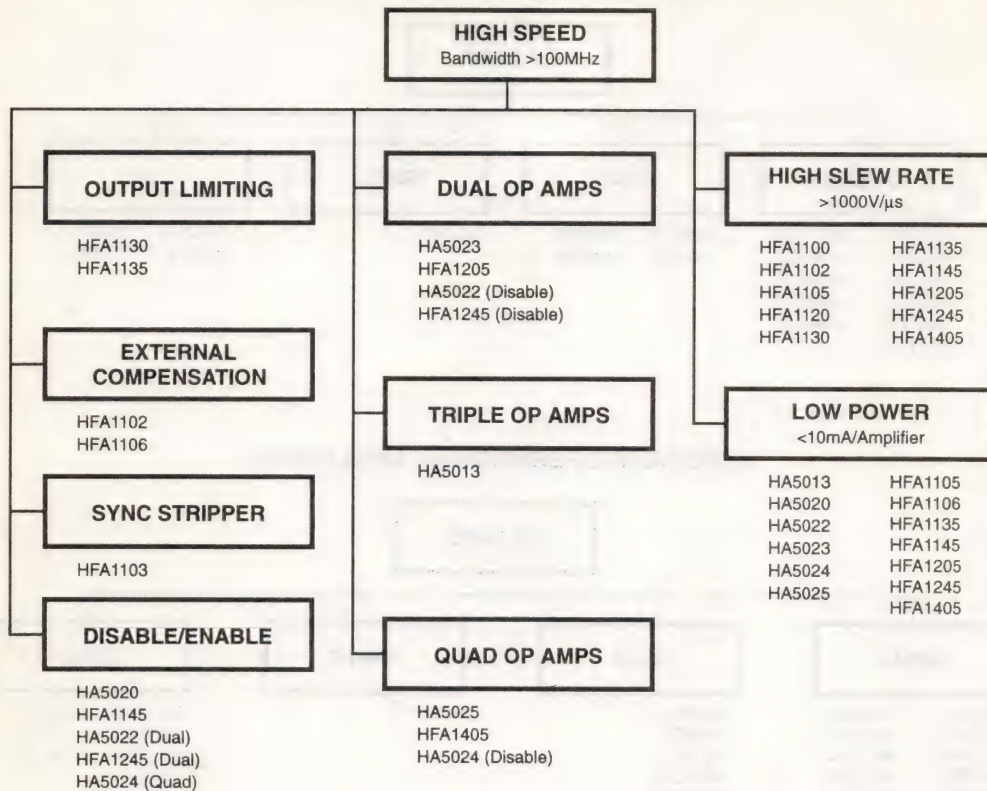 HIGH SPEED
Bandwidth >100MHz
OUTPUT LIMITING
HFA1130
HFA1135
EXTERNAL
COMPENSATION
HFA1102
HFA1106
SYNC STRIPPER
HFA1103
DISABLE/ENABLE
HA5020
HFA1145
HA5022 (Dual)
HFA1245 (Dual)
HA5024 (Quad)
DUAL OP AMPS
HA5023
HFA1205
HA5022 (Disable)
HFA1245 (Disable)
TRIPLE OP AMPS
HA5013
QUAD OP AMPS
HA5025
HFA1405
HA5024 (Disable)
HIGH SLEW RATE
>1000V/µs
HFA1100 HFA1135
HFA1102 HFA1145
HFA1105 HFA1205
HFA1120 HFA1245
HFA1130 HFA1405
LOW POWER
<10mA/Amplifier
HA5013 HFA1105
HA5020 HFA1106
HA5022 HFA1135
HA5023 HFA1145
HA5024 HFA1205
HA5025 HFA1245
HFA1405